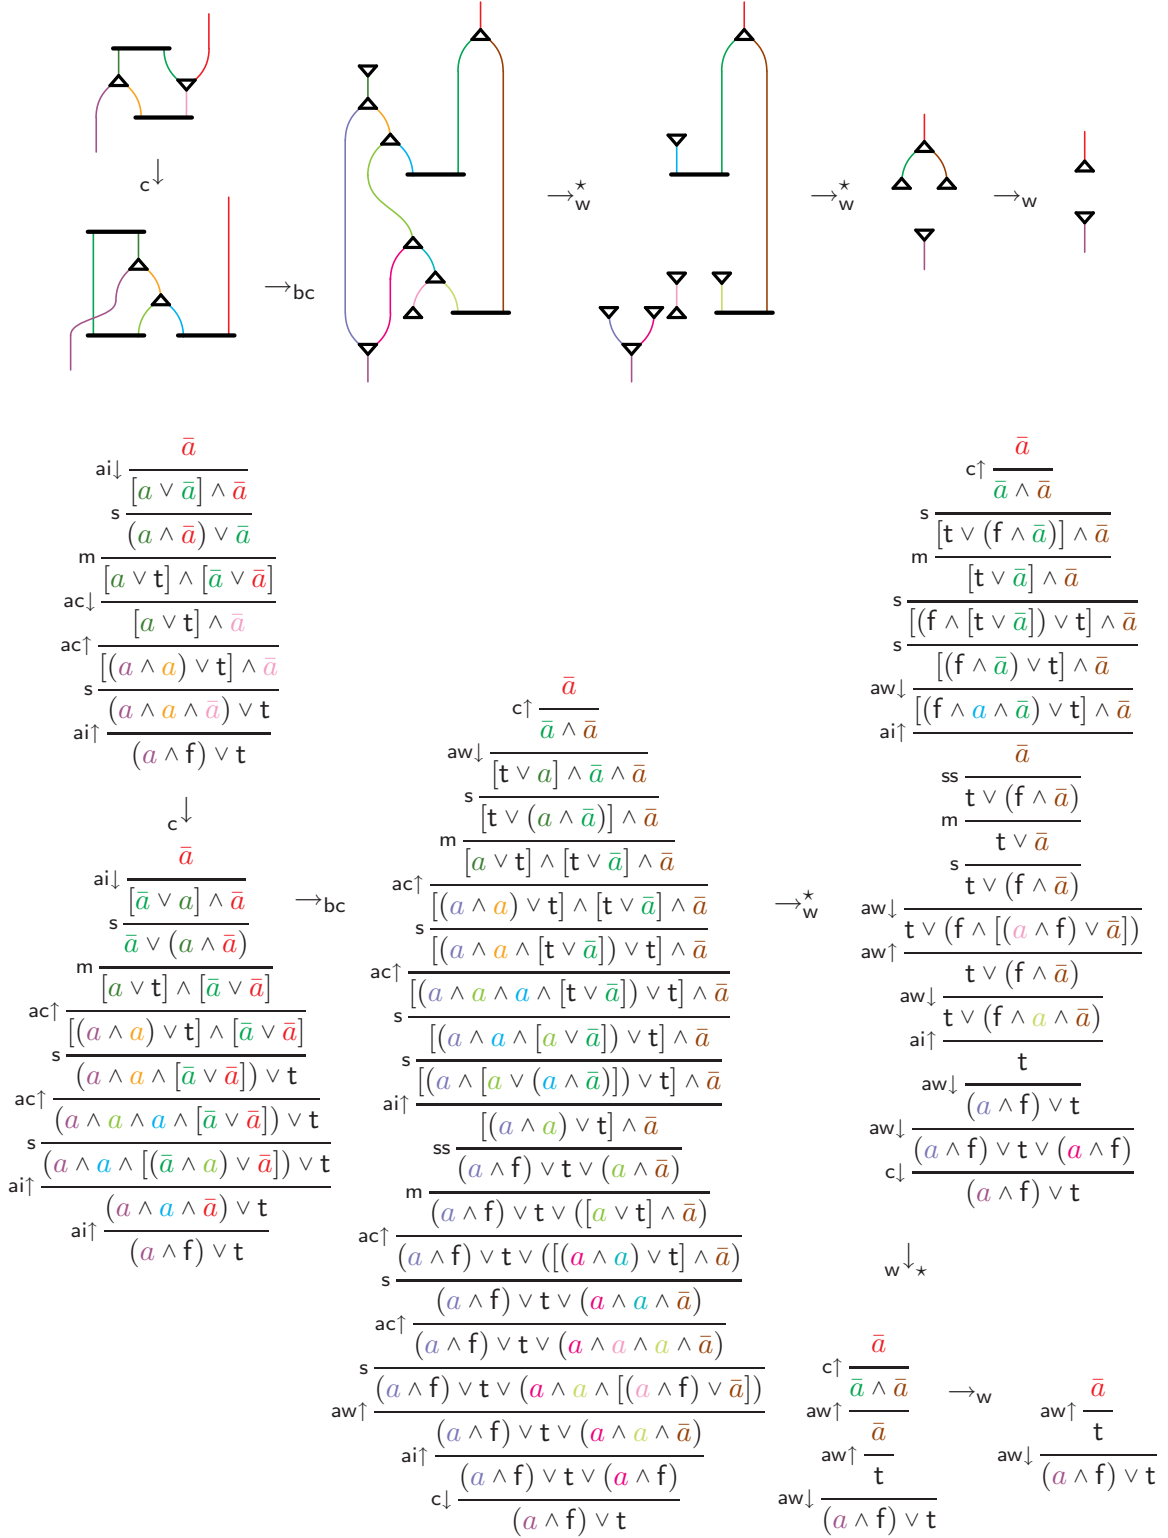 c↓
→bc
→⋆w
→⋆w
→w
ā
ai↓
[a ∨ ā] ∧ ā
s
(a ∧ ā) ∨ ā
m
[a ∨ t] ∧ [ā ∨ ā]
ac↓
[a ∨ t] ∧ ā
ac↑
[(a ∧ a) ∨ t] ∧ ā
s
(a ∧ a ∧ ā) ∨ t
ai↑
(a ∧ f) ∨ t
c↓
ā
ai↓
[ā ∨ a] ∧ ā
s
ā ∨ (a ∧ ā)
m
[a ∨ t] ∧ [ā ∨ ā]
ac↑
[(a ∧ a) ∨ t] ∧ [ā ∨ ā]
s
(a ∧ a ∧ [ā ∨ ā]) ∨ t
ac↑
(a ∧ a ∧ a ∧ [ā ∨ ā]) ∨ t
s
(a ∧ a ∧ [(ā ∧ a) ∨ ā]) ∨ t
ai↑
(a ∧ a ∧ ā) ∨ t
ai↑
(a ∧ f) ∨ t
→bc
ā
c↑
ā ∧ ā
aw↓
[t ∨ a] ∧ ā ∧ ā
s
[t ∨ (a ∧ ā)] ∧ ā
m
[a ∨ t] ∧ [t ∨ ā] ∧ ā
ac↑
[(a ∧ a) ∨ t] ∧ [t ∨ ā] ∧ ā
s
[(a ∧ a ∧ [t ∨ ā]) ∨ t] ∧ ā
ac↑
[(a ∧ a ∧ a ∧ [t ∨ ā]) ∨ t] ∧ ā
s
[(a ∧ a ∧ [a ∨ ā]) ∨ t] ∧ ā
s
[(a ∧ [a ∨ (a ∧ ā)]) ∨ t] ∧ ā
ai↑
[(a ∧ a) ∨ t] ∧ ā
ss
(a ∧ f) ∨ t ∨ (a ∧ ā)
m
(a ∧ f) ∨ t ∨ ([a ∨ t] ∧ ā)
ac↑
(a ∧ f) ∨ t ∨ ([(a ∧ a) ∨ t] ∧ ā)
s
(a ∧ f) ∨ t ∨ (a ∧ a ∧ ā)
ac↑
(a ∧ f) ∨ t ∨ (a ∧ a ∧ a ∧ ā)
s
(a ∧ f) ∨ t ∨ (a ∧ a ∧ [(a ∧ f) ∨ ā])
aw↑
(a ∧ f) ∨ t ∨ (a ∧ a ∧ ā)
ai↑
(a ∧ f) ∨ t ∨ (a ∧ f)
c↓
(a ∧ f) ∨ t
→⋆w
ā
c↑
ā ∧ ā
s
[t ∨ (f ∧ ā)] ∧ ā
m
[t ∨ ā] ∧ ā
s
[(f ∧ [t ∨ ā]) ∨ t] ∧ ā
s
[(f ∧ ā) ∨ t] ∧ ā
aw↓
[(f ∧ a ∧ ā) ∨ t] ∧ ā
ai↑
ā
ss
t ∨ (f ∧ ā)
m
t ∨ ā
s
t ∨ (f ∧ ā)
aw↓
t ∨ (f ∧ [(a ∧ f) ∨ ā])
aw↑
t ∨ (f ∧ ā)
aw↓
t ∨ (f ∧ a ∧ ā)
ai↑
t
aw↓
(a ∧ f) ∨ t
aw↓
(a ∧ f) ∨ t ∨ (a ∧ f)
c↓
(a ∧ f) ∨ t
w↓⋆
ā
c↑
ā ∧ ā
aw↑
ā
aw↑
t
aw↓
(a ∧ f) ∨ t
→w
ā
aw↑
t
aw↓
(a ∧ f) ∨ t